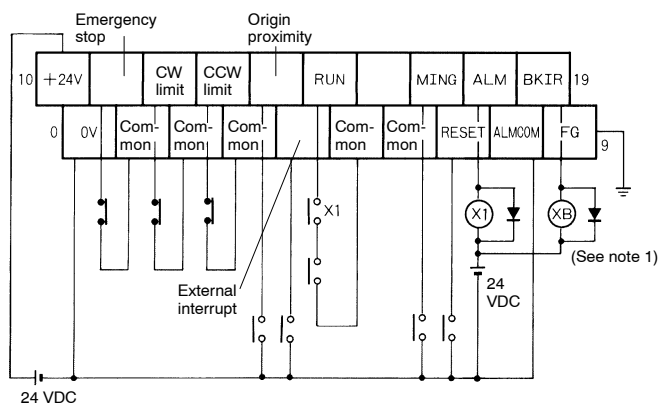 Emergency
stop
Origin
proximity
10
+24V
CW
limit
CCW
limit
RUN
MING
ALM
BKIR
19
0
0V
Com-
mon
Com-
mon
Com-
mon
Com-
mon
Com-
mon
RESET
ALMCOM
FG
9
X1
X1
XB
(See note 1)
External
interrupt
24
VDC
24 VDC